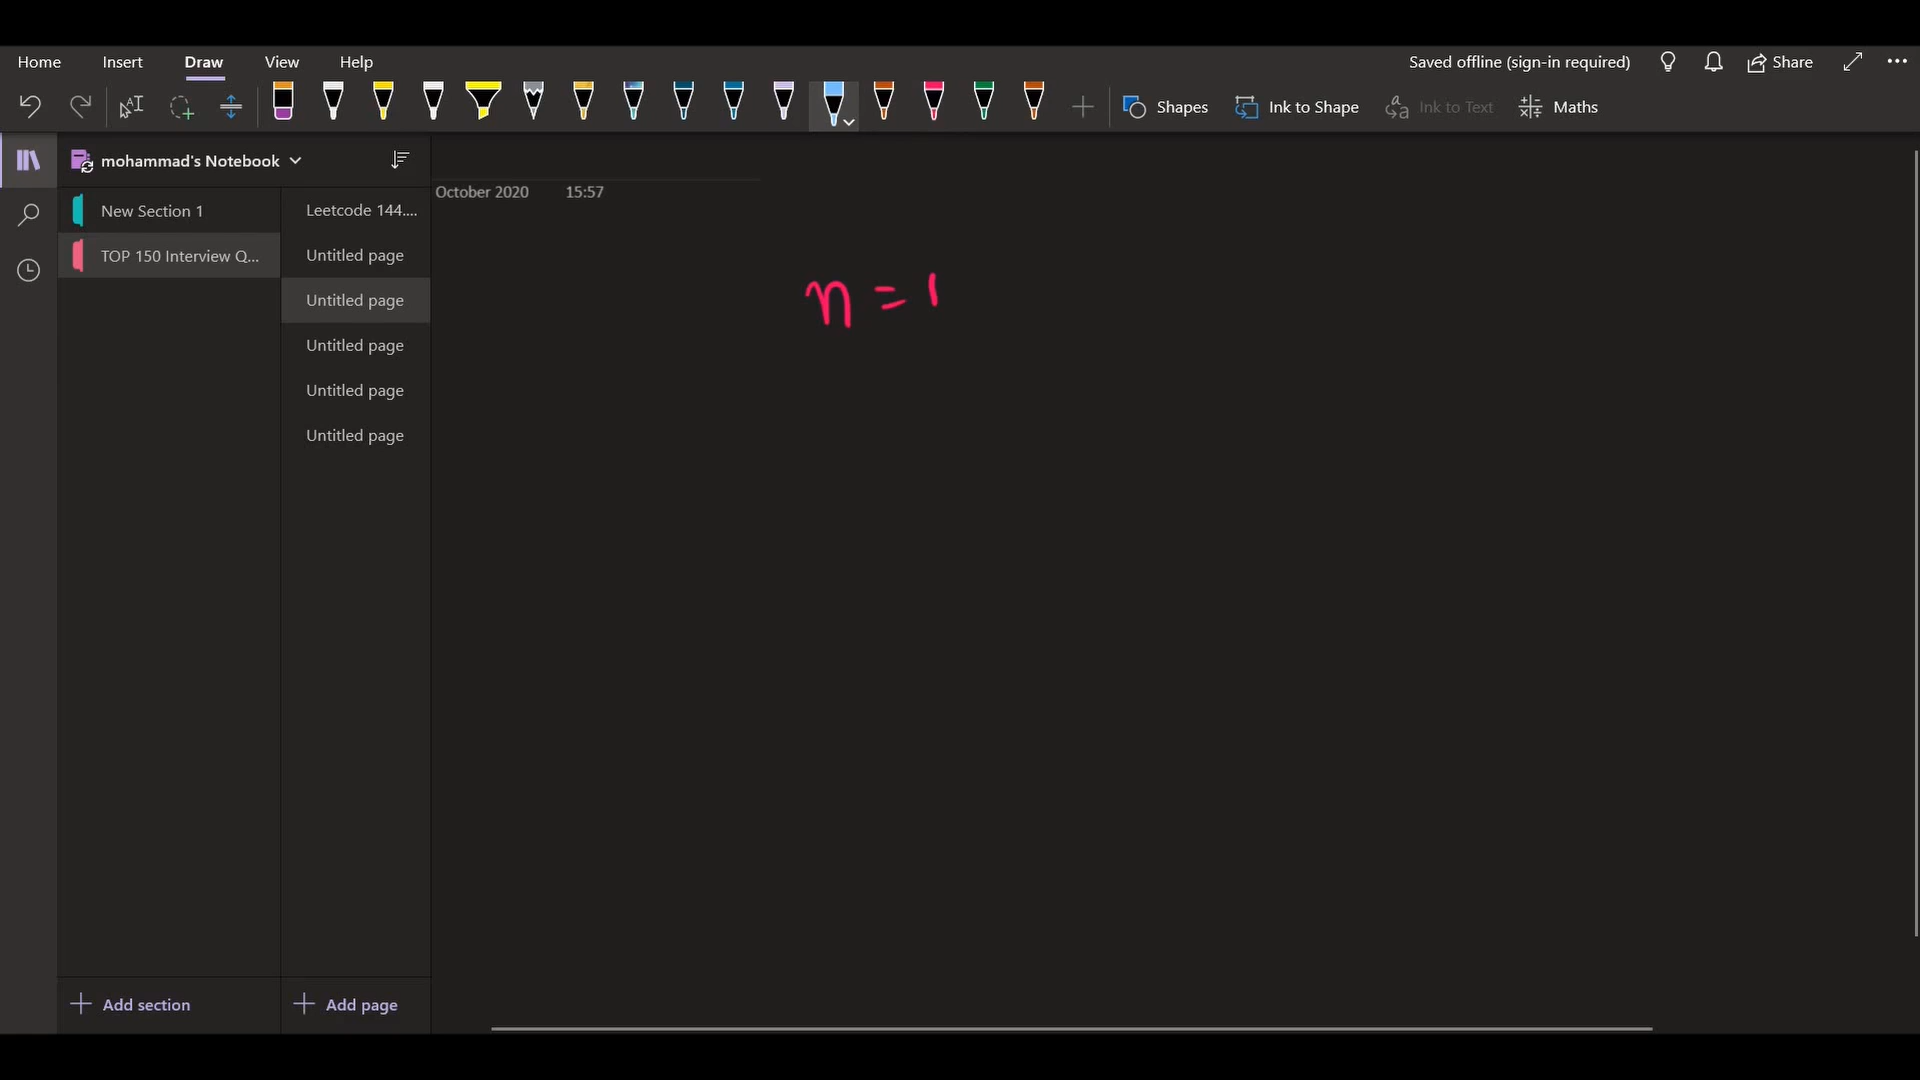 Home Insert Draw View Help Saved offline (sign-in required) Share
Shapes Ink to Shape Ink to Text Maths
mohammad's Notebook
October 2020 15:57
New Section 1
TOP 150 Interview Q...
Leetcode 144....
Untitled page
Untitled page
Untitled page
Untitled page
Untitled page
n = 1
Add section
Add page